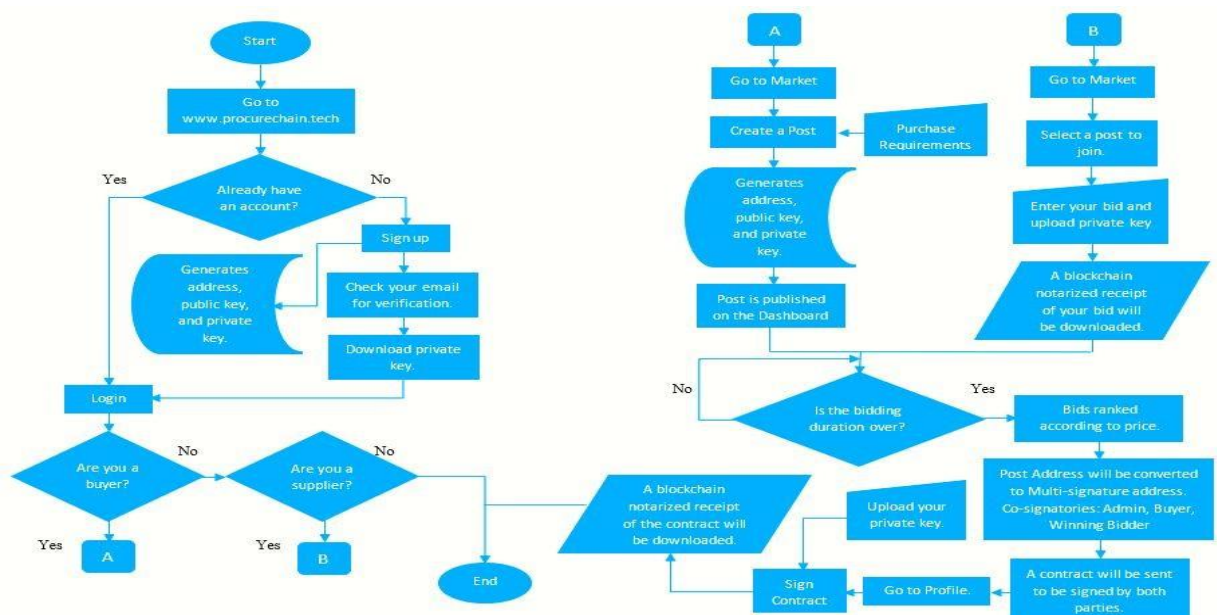 Start
Go to
www.procurechain.tech
Yes
No
Already have
an account?
Sign up
Generates
address,
public key,
and private
key.
Check your email
for verification.
Download private
key.
Login
Are you a
buyer?
No
Are you a
supplier?
No
Yes
A
Yes
B
End
A
Go to Market
Create a Post
Purchase
Requirements
Generates
address,
public key,
and private
key.
Post is published
on the Dashboard
B
Go to Market
Select a post to
join.
Enter your bid and
upload private key
A blockchain
notarized receipt
of your bid will
be downloaded.
No
Is the bidding
duration over?
Yes
Bids ranked
according to price.
Post Address will be converted
to Multi-signature address.
Co-signatories: Admin, Buyer,
Winning Bidder
A contract will be sent
to be signed by both
parties.
Go to Profile.
Upload your
private key.
Sign
Contract
A blockchain
notarized receipt
of the contract will
be downloaded.